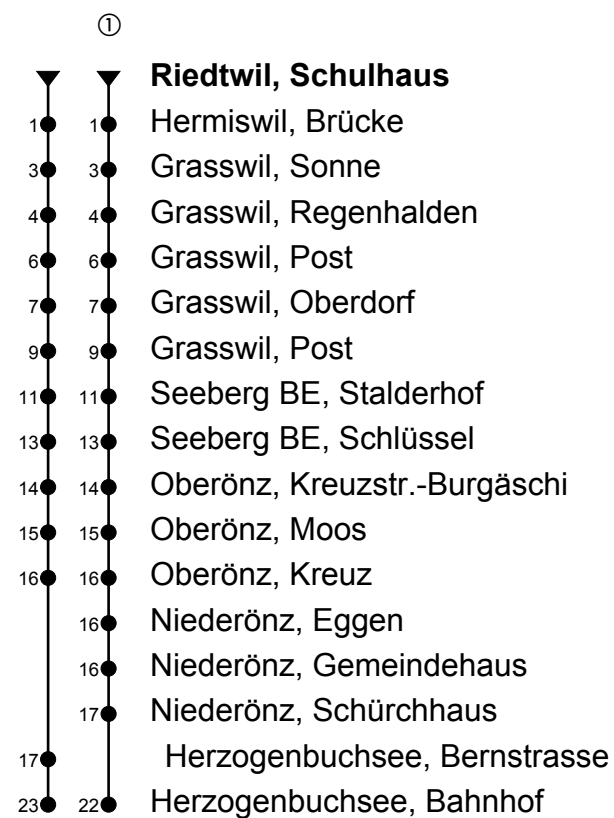 ①
Riedtwil, Schulhaus
1 1 Hermiswil, Brücke
3 3 Grasswil, Sonne
4 4 Grasswil, Regenhalden
6 6 Grasswil, Post
7 7 Grasswil, Oberdorf
9 9 Grasswil, Post
11 11 Seeberg BE, Stalderhof
13 13 Seeberg BE, Schlüssel
14 14 Oberönz, Kreuzstr.-Burgäschi
15 15 Oberönz, Moos
16 16 Oberönz, Kreuz
16 Niederönz, Eggen
16 Niederönz, Gemeindehaus
17 Niederönz, Schürchhaus
17 Herzogenbuchsee, Bernstrasse
23 22 Herzogenbuchsee, Bahnhof